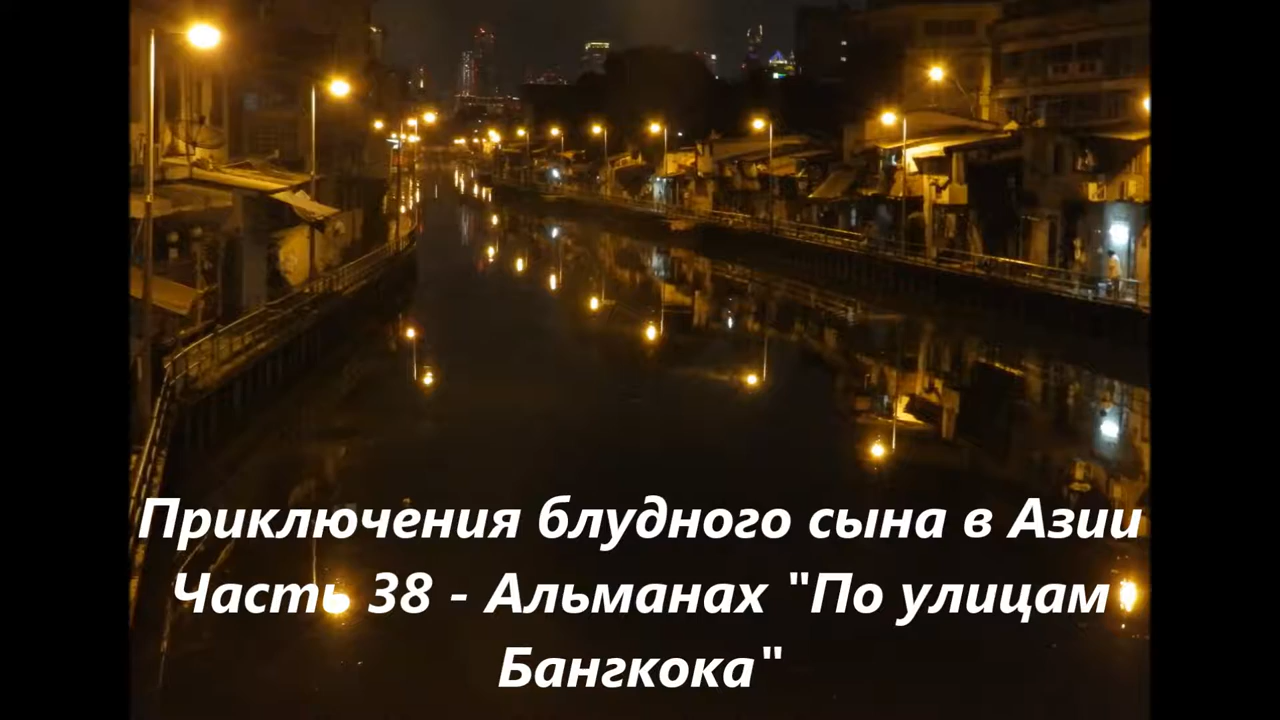 Приключения блудного сына в Азии
Часть 38 - Альманах "По улицам
Бангкока"